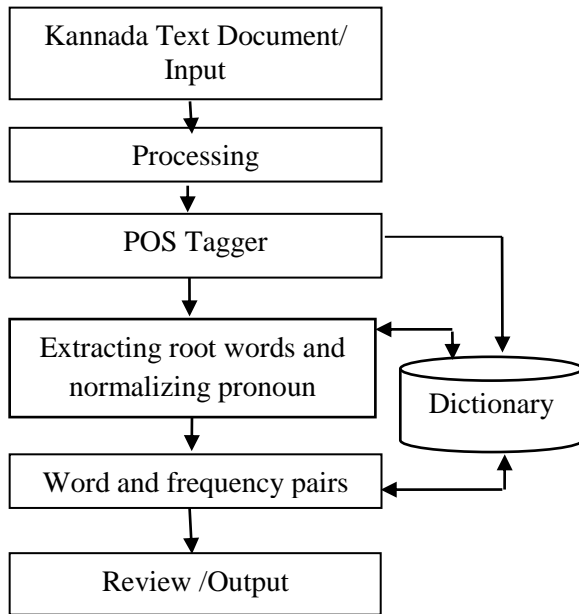 Kannada Text Document/
Input
Processing
POS Tagger
Extracting root words and
normalizing pronoun
Dictionary
Word and frequency pairs
Review /Output